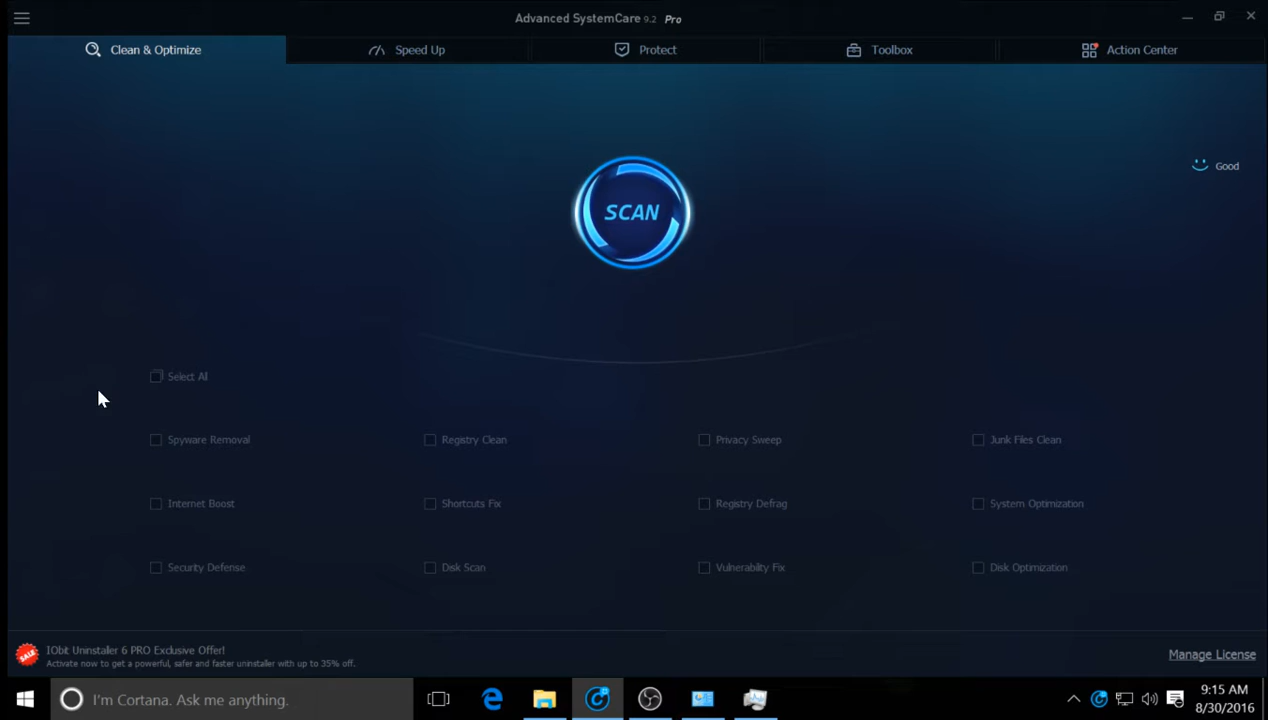 Advanced SystemCare 9.2 Pro
Clean & Optimize
Speed Up
Protect
Toolbox
Action Center
Good
SCAN
Select All
Spyware Removal
Registry Clean
Privacy Sweep
Junk Files Clean
Internet Boost
Shortcuts Fix
Registry Defrag
System Optimization
Security Defense
Disk Scan
Vulnerability Fix
Disk Optimization
SALE
IObit Uninstaller 6 PRO Exclusive Offer!
Activate now to get a powerful, safer and faster uninstaller with up to 35% off.
Manage License
I'm Cortana. Ask me anything.
9:15 AM
8/30/2016